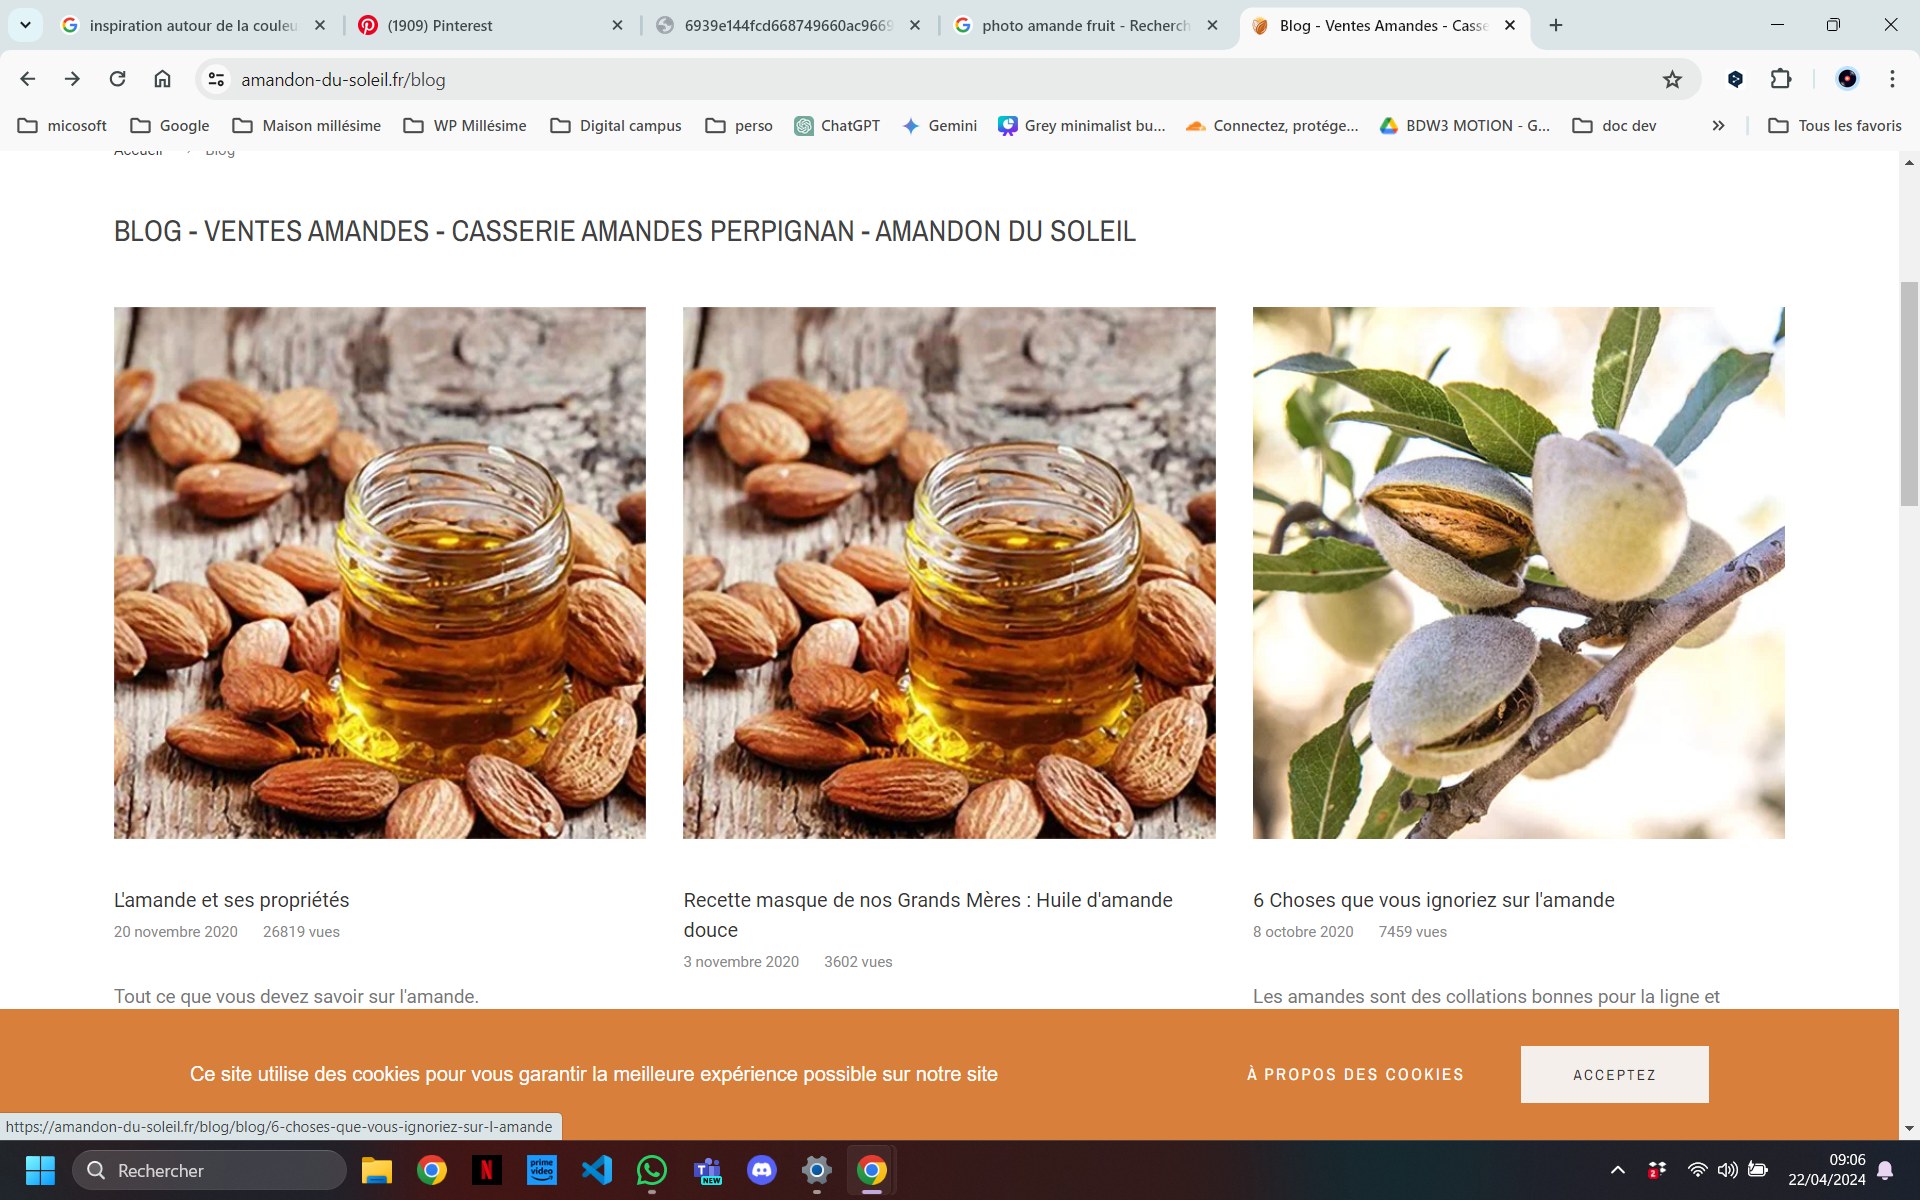 inspiration autour de la couleu
(1909) Pinterest
6939e144fcd668749660ac9669
photo amande fruit - Recherch
Blog - Ventes Amandes - Casse
amandon-du-soleil.fr/blog
micosoft
Google
Maison millésime
WP Millésime
Digital campus
perso
ChatGPT
Gemini
Grey minimalist bu...
Connectez, protége...
BDW3 MOTION - G...
doc dev
»
Tous les favoris
Accueil > Blog
BLOG - VENTES AMANDES - CASSERIE AMANDES PERPIGNAN - AMANDON DU SOLEIL
L'amande et ses propriétés
20 novembre 2020 26819 vues
Tout ce que vous devez savoir sur l'amande.
Recette masque de nos Grands Mères : Huile d'amande
douce
3 novembre 2020 3602 vues
6 Choses que vous ignoriez sur l'amande
8 octobre 2020 7459 vues
Les amandes sont des collations bonnes pour la ligne et
Ce site utilise des cookies pour vous garantir la meilleure expérience possible sur notre site
À PROPOS DES COOKIES
ACCEPTEZ
https://amandon-du-soleil.fr/blog/blog/6-choses-que-vous-ignoriez-sur-l-amande
Rechercher
N
prime video
T
NEW
2
09:06
22/04/2024